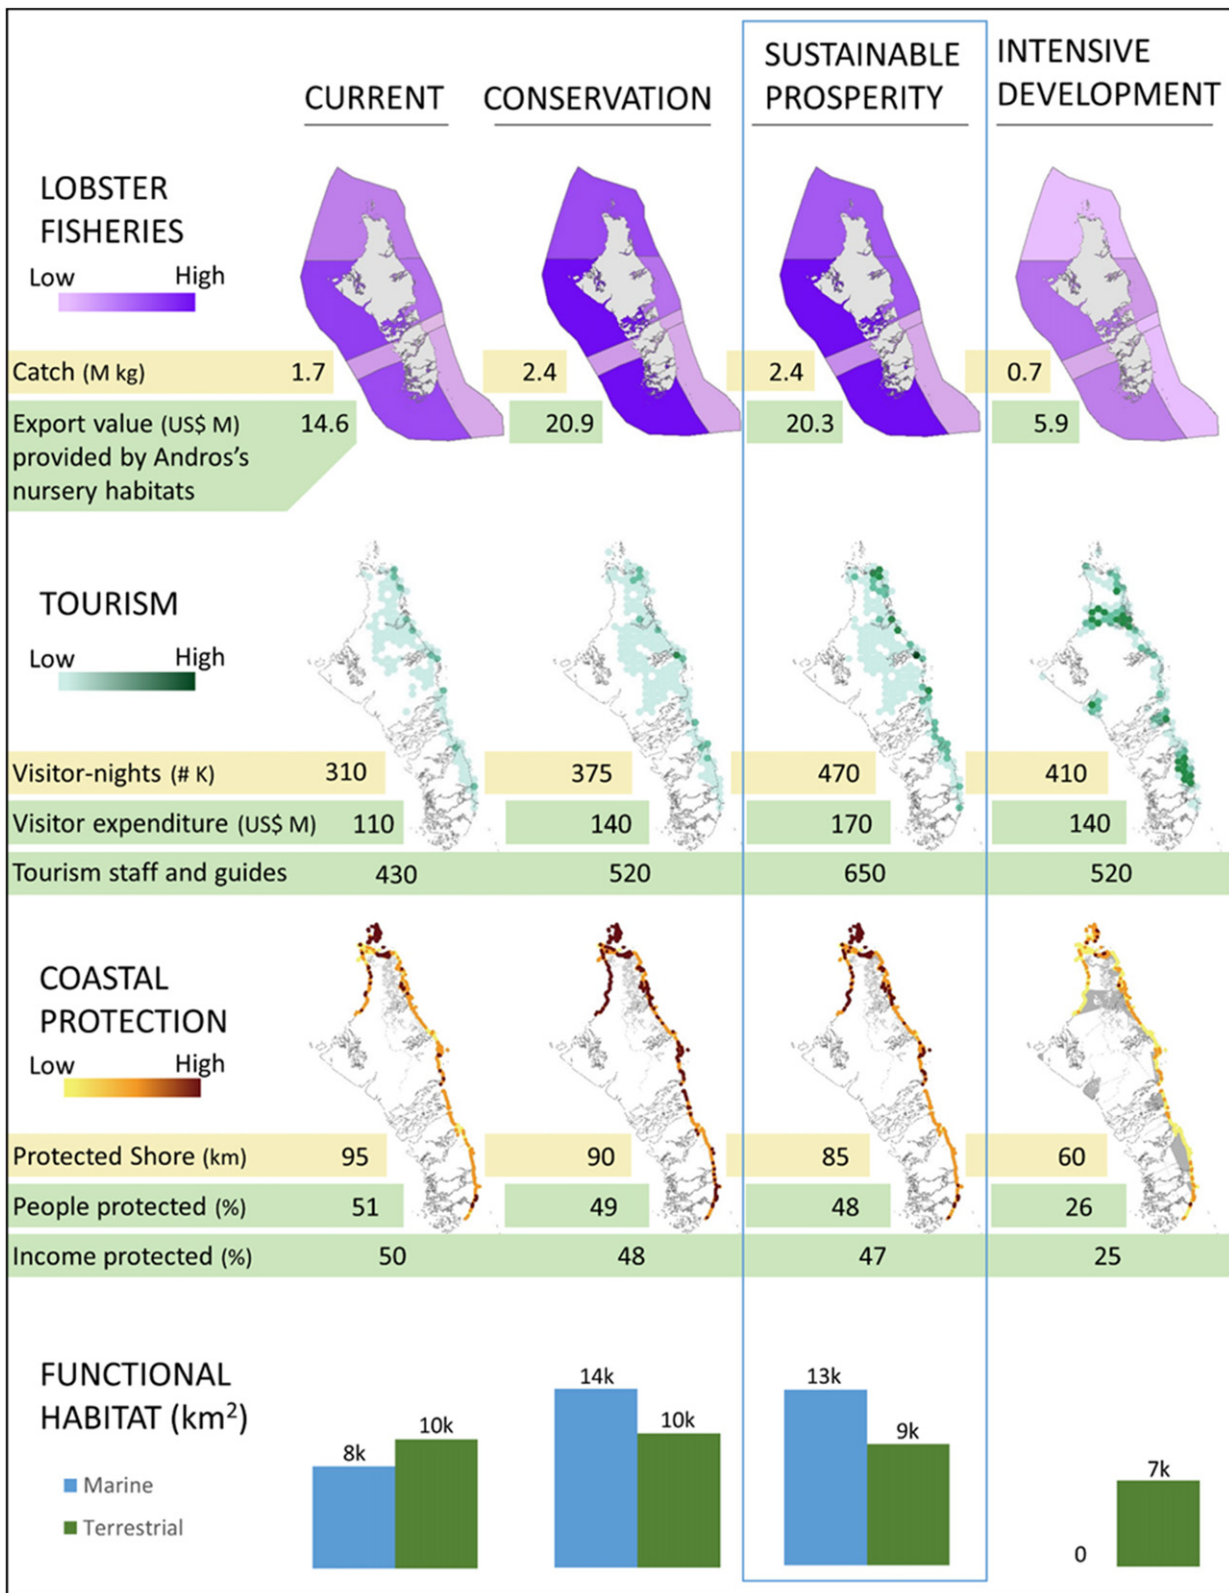 CURRENT
CONSERVATION
SUSTAINABLE
PROSPERITY
INTENSIVE
DEVELOPMENT
LOBSTER
FISHERIES
Low High
Catch (M kg) 1.7 2.4 2.4 0.7
Export value (US$ M) 14.6 20.9 20.3 5.9
provided by Andros's
nursery habitats
TOURISM
Low High
Visitor-nights (# K) 310 375 470 410
Visitor expenditure (US$ M) 110 140 170 140
Tourism staff and guides 430 520 650 520
COASTAL
PROTECTION
Low High
Protected Shore (km) 95 90 85 60
People protected (%) 51 49 48 26
Income protected (%) 50 48 47 25
FUNCTIONAL
HABITAT (km²)
Marine
Terrestrial
8k 10k
14k 10k
13k 9k
0 7k